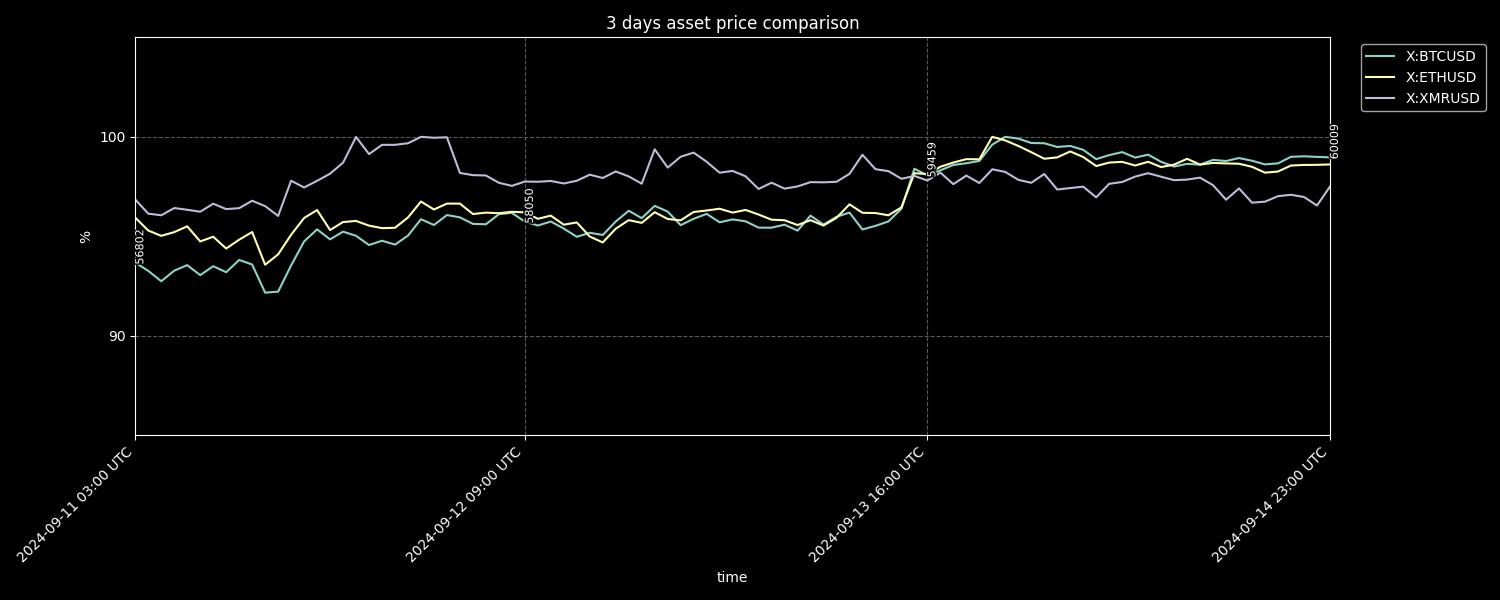 3 days asset price comparison
X:BTCUSD
X:ETHUSD
X:XMRUSD
100
90
%
56802
58050
59459
60009
2024-09-11 03:00 UTC
2024-09-12 09:00 UTC
2024-09-13 16:00 UTC
2024-09-14 23:00 UTC
time